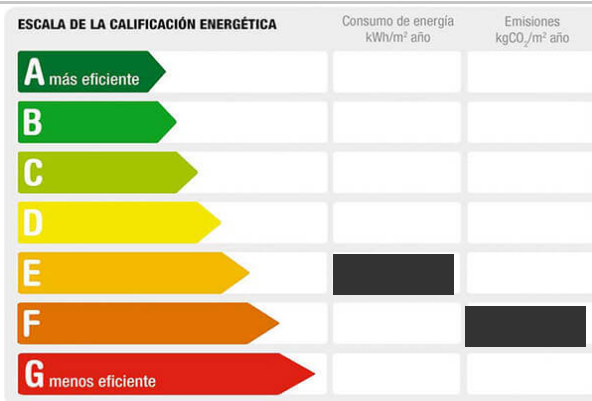 ESCALA DE LA CALIFICACIÓN ENERGÉTICA
Consumo de energía
kWh/m² año
Emisiones
kgCO₂/m² año
A más eficiente
B
C
D
E
F
G menos eficiente